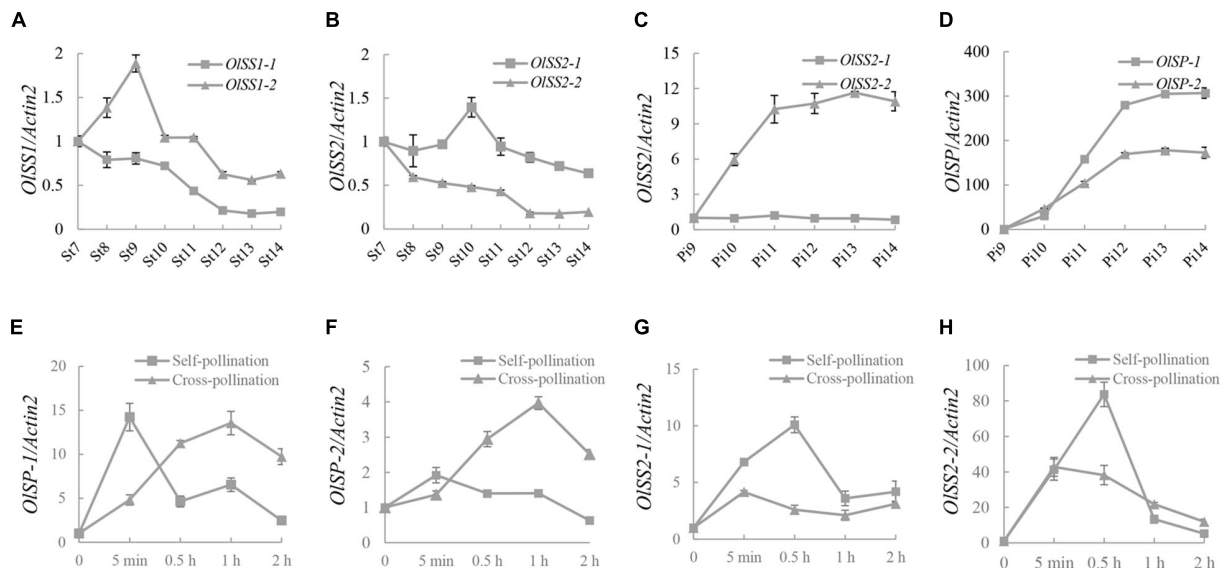 A
OlSS1/Actin2
2
1.5
1
0.5
0
OlSS1-1
OlSS1-2
St7 St8 St9 St10 St11 St12 St13 St14
B
OlSS2/Actin2
2
1.5
1
0.5
0
OlSS2-1
OlSS2-2
St7 St8 St9 St10 St11 St12 St13 St14
C
OlSS2/Actin2
15
12
9
6
3
0
OlSS2-1
OlSS2-2
Pi9 Pi10 Pi11 Pi12 Pi13 Pi14
D
OlSP/Actin2
400
300
200
100
0
OlSP-1
OlSP-2
Pi9 Pi10 Pi11 Pi12 Pi13 Pi14
E
OlSP-1/Actin2
20
15
10
5
0
Self-pollination
Cross-pollination
0 5 min 0.5 h 1 h 2 h
F
OlSP-2/Actin2
5
4
3
2
1
0
Self-pollination
Cross-pollination
0 5 min 0.5 h 1 h 2 h
G
OlSS2-1/Actin2
15
10
5
0
Self-pollination
Cross-pollination
0 5 min 0.5 h 1 h 2 h
H
OlSS2-2/Actin2
100
80
60
40
20
0
Self-pollination
Cross-pollination
0 5 min 0.5 h 1 h 2 h